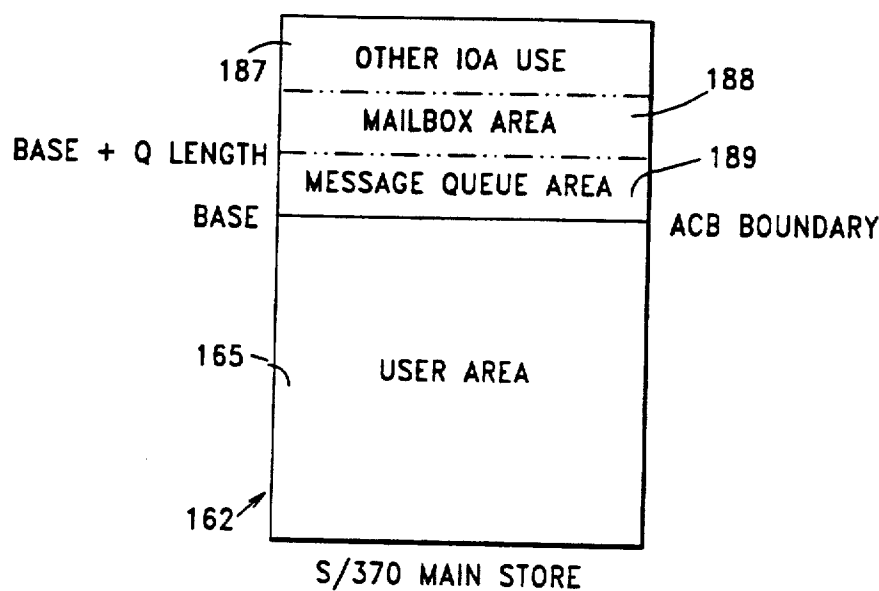 OTHER IOA USE
187
188
MAILBOX AREA
BASE + Q LENGTH
189
MESSAGE QUEUE AREA
BASE
ACB BOUNDARY
165
USER AREA
162
S/370 MAIN STORE